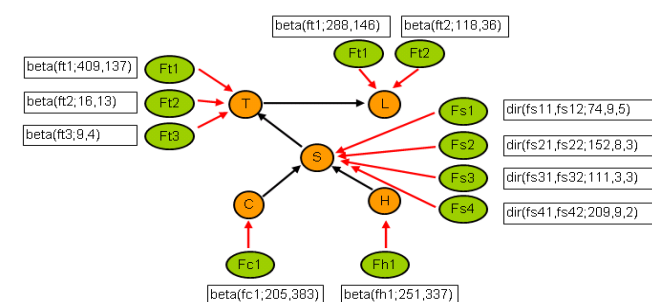 beta(ft1;288,146)
beta(ft2;118,36)
Ft1
Ft2
beta(ft1;409,137)
Ft1
beta(ft2;16,13)
Ft2
T
L
beta(ft3;9,4)
Ft3
Fs1
dir(fs11,fs12;74,9,5)
Fs2
dir(fs21,fs22;152,8,3)
S
Fs3
dir(fs31,fs32;111,3,3)
C
H
Fs4
dir(fs41,fs42;209,9,2)
Fc1
Fh1
beta(fc1;205,383)
beta(fh1;251,337)